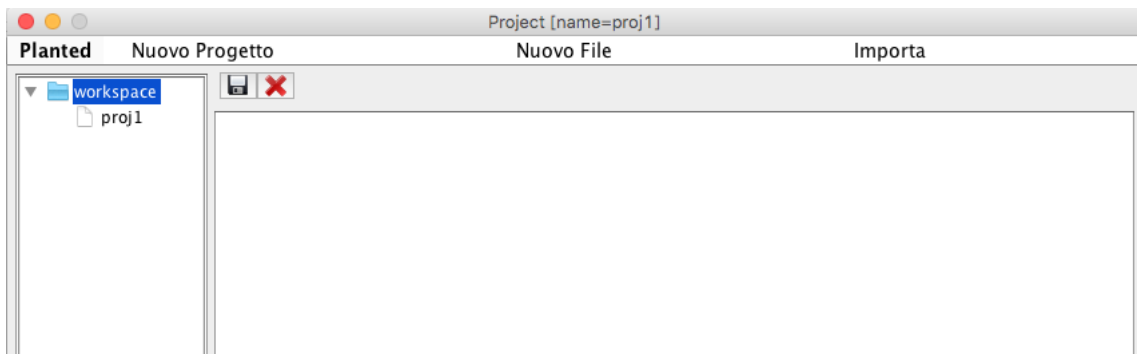 Project [name=proj1]
Planted Nuovo Progetto Nuovo File Importa
workspace
proj1